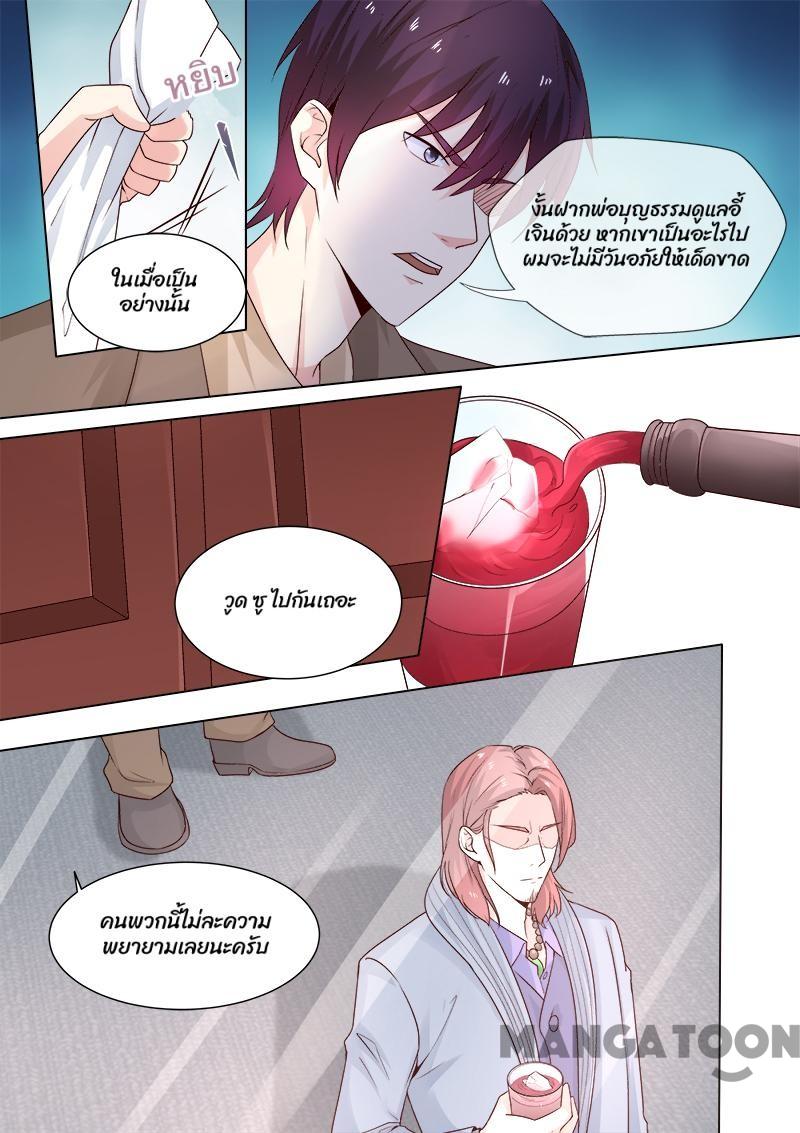 หยิบ
ในเมื่อเป็น
อย่างนั้น
งั้นฝากพ่อบุญธรรมดูแลอี้
เจินด้วย หากเขาเป็นอะไรไป
ผมจะไม่มีวันอภัยให้เด็ดขาด
วูด ซู ไปกันเถอะ
คนพวกนี้ไม่ละความ
พยายามเลยนะครับ
MANGATOON